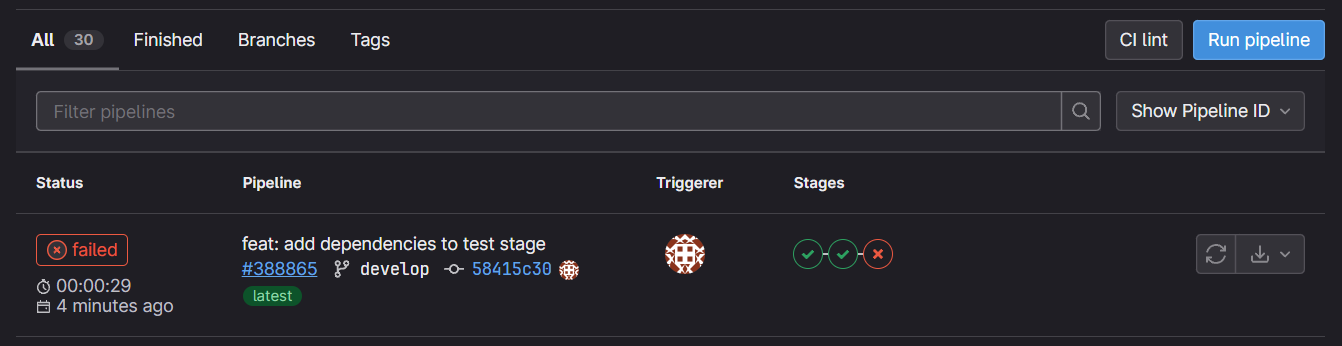 All 30 Finished Branches Tags CI lint Run pipeline
Filter pipelines Show Pipeline ID
Status Pipeline Triggerer Stages
failed
feat: add dependencies to test stage
#388865 develop 58415c30
00:00:29
latest
4 minutes ago